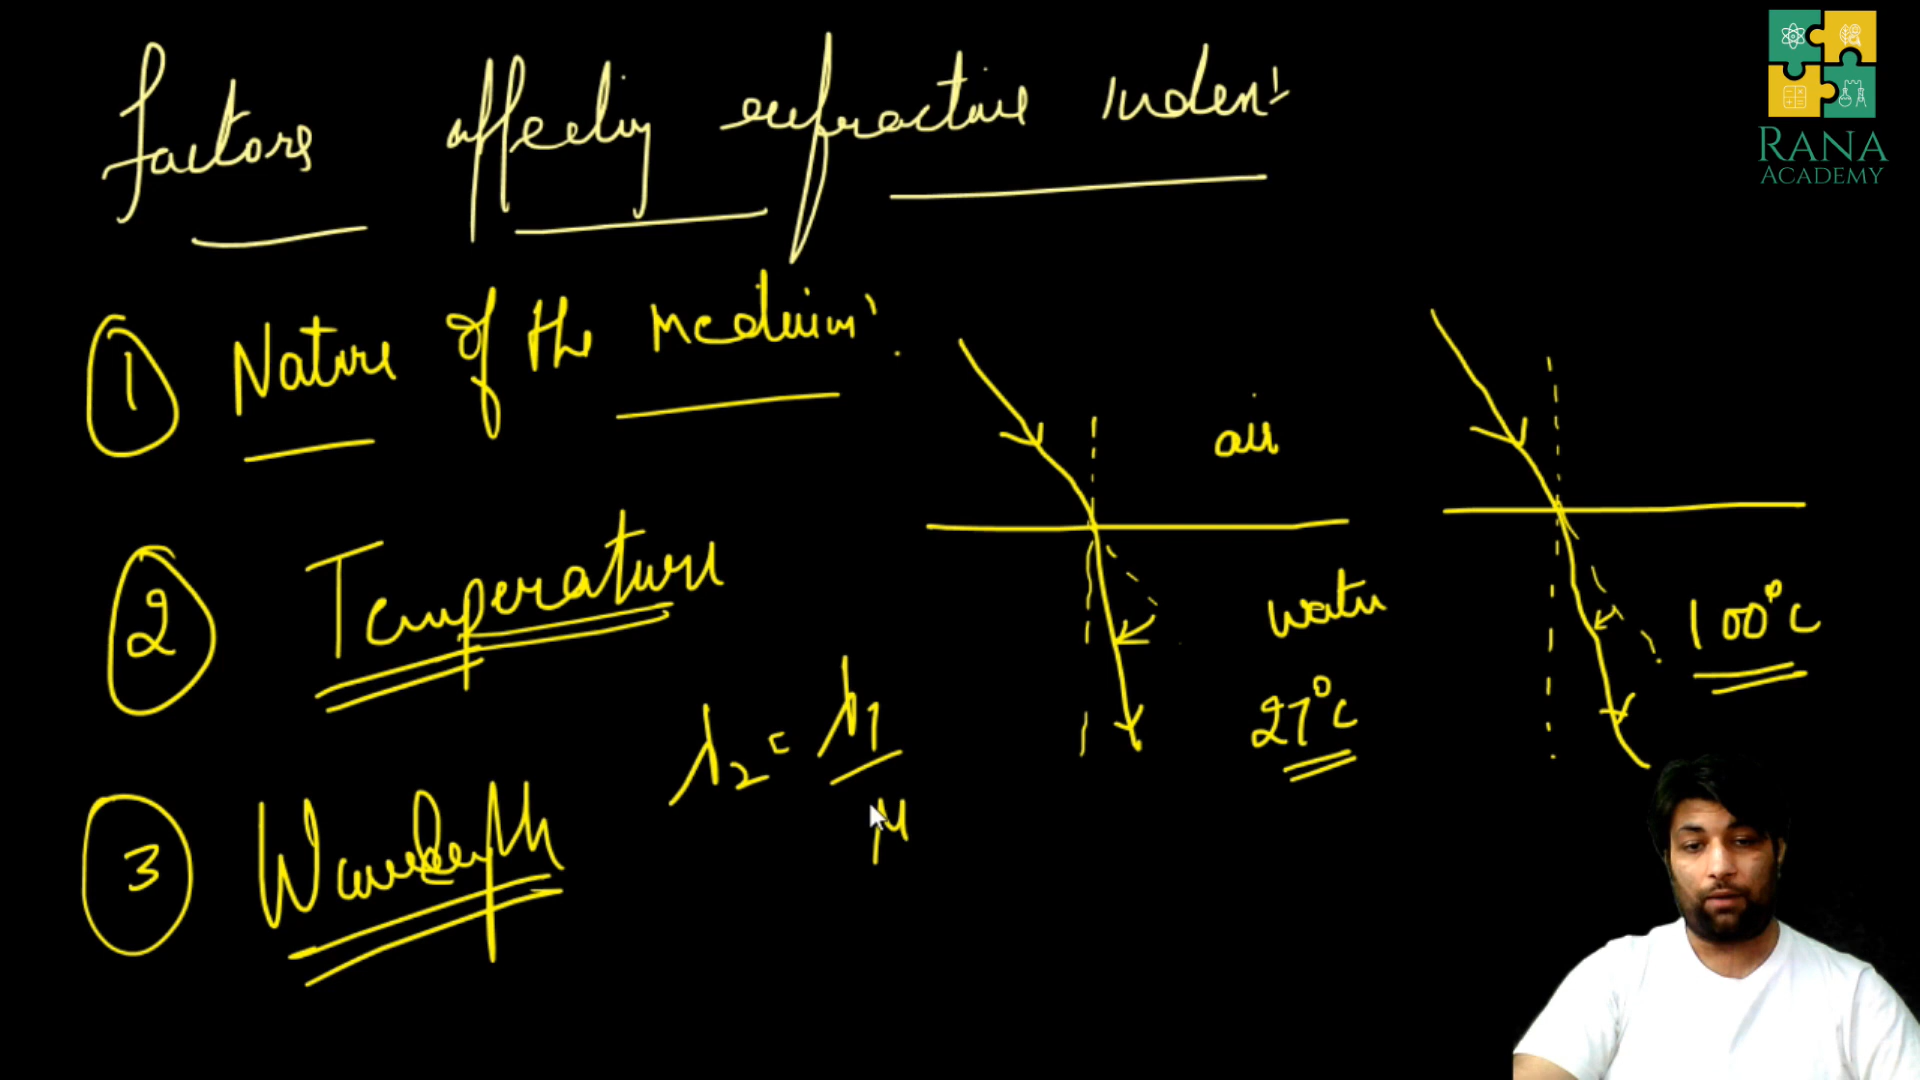 Factors affecting refractive index:
RANA
ACADEMY
① Nature of the medium:
air
② Temperature
water
100°C
27°C
λ2 = λ1/μ
③ Wavelength